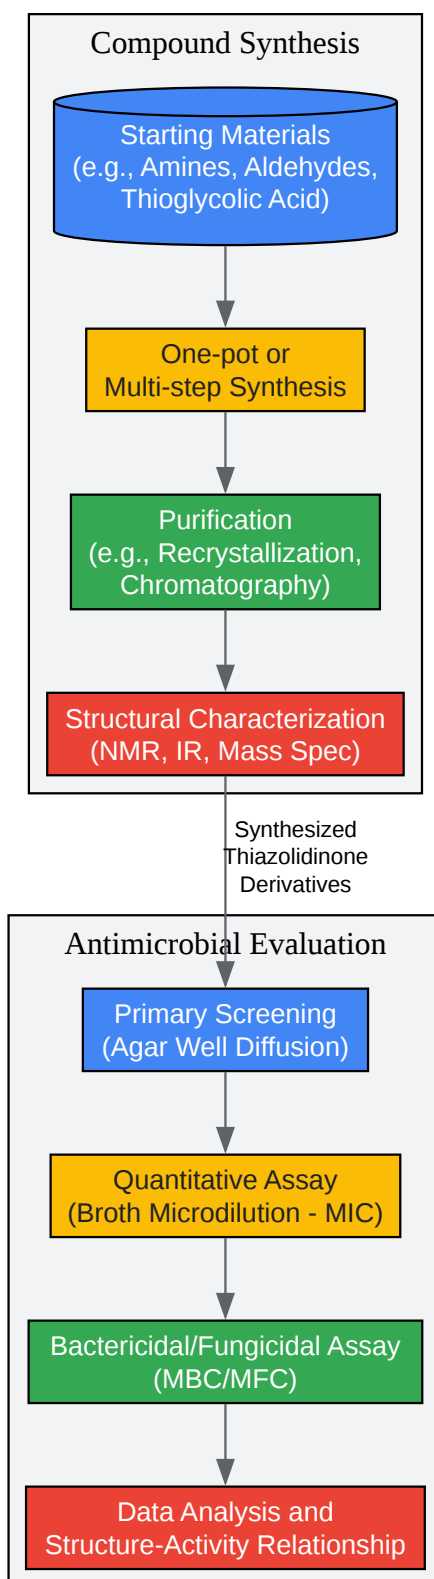 Compound Synthesis
Starting Materials
(e.g., Amines, Aldehydes,
Thioglycolic Acid)
One-pot or
Multi-step Synthesis
Purification
(e.g., Recrystallization,
Chromatography)
Structural Characterization
(NMR, IR, Mass Spec)
Synthesized
Thiazolidinone
Derivatives
Antimicrobial Evaluation
Primary Screening
(Agar Well Diffusion)
Quantitative Assay
(Broth Microdilution - MIC)
Bactericidal/Fungicidal Assay
(MBC/MFC)
Data Analysis and
Structure-Activity Relationship